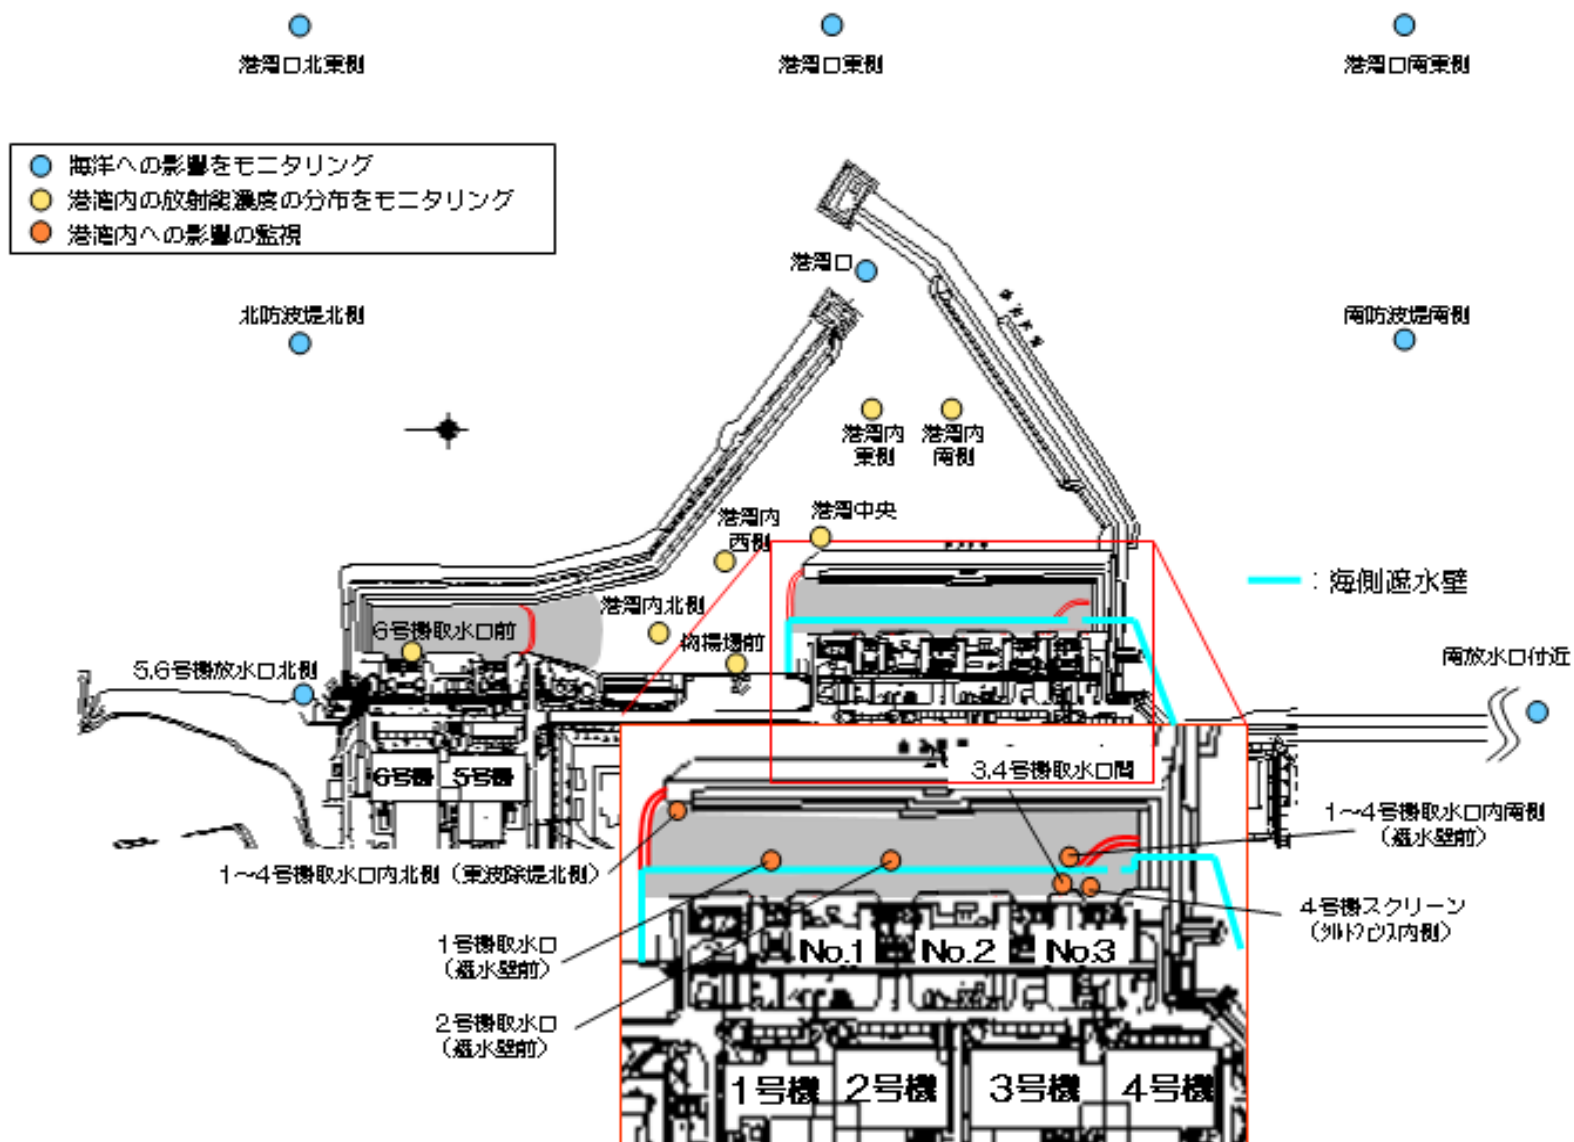 港湾口北東側
港湾口東側
港湾口南東側
海洋への影響をモニタリング
港湾内の放射能濃度の分布をモニタリング
港湾内への影響の監視
港湾口
北防波堤北側
南防波堤南側
港湾内
東側
港湾内
南側
港湾中央
港湾内
西側
:海側遮水壁
港湾内北側
6号機取水口前
物揚場前
南放水口付近
5,6号機放水口北側
6号機
5号機
3,4号機取水口間
1~4号機取水口内南側
(遮水壁前)
1~4号機取水口内北側(東波除堤北側)
4号機スクリーン
(シルトフェンス内側)
1号機取水口
(遮水壁前)
No.1
No.2
No.3
2号機取水口
(遮水壁前)
1号機
2号機
3号機
4号機